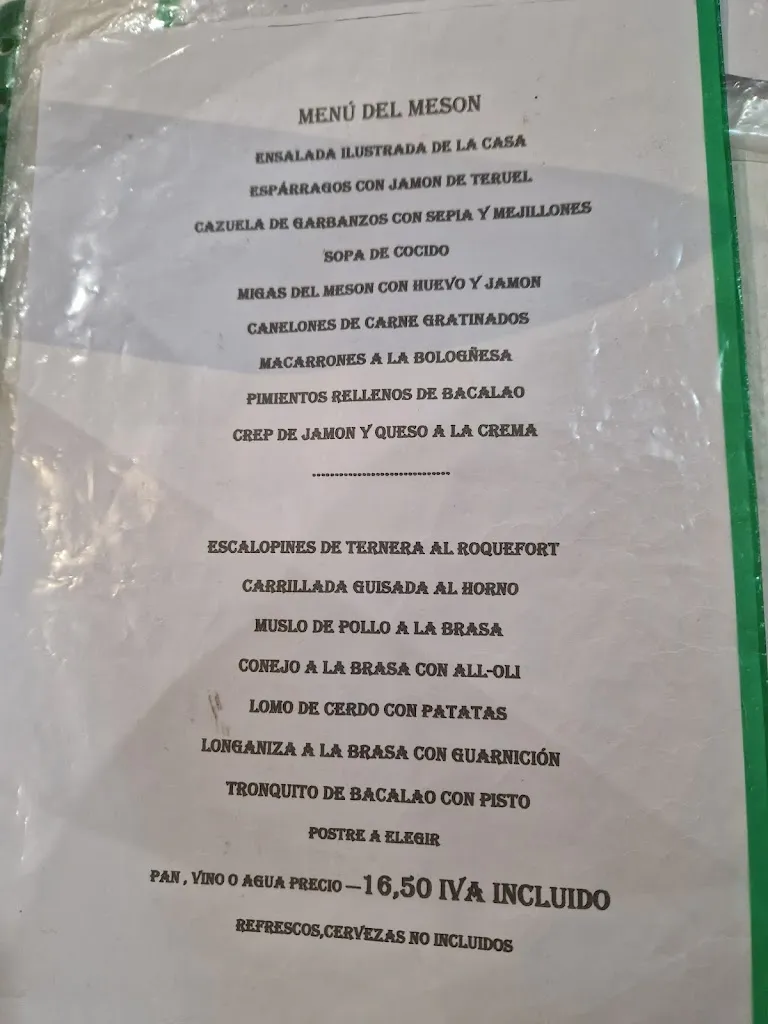 MENÚ DEL MESON
ENSALADA ILUSTRADA DE LA CASA
ESPÁRRAGOS CON JAMON DE TERUEL
CAZUELA DE GARBANZOS CON SEPIA Y MEJILLONES
SOPA DE COCIDO
MIGAS DEL MESON CON HUEVO Y JAMON
CANELONES DE CARNE GRATINADOS
MACARRONES A LA BOLOGÑESA
PIMIENTOS RELLENOS DE BACALAO
CREP DE JAMON Y QUESO A LA CREMA
------------------------------
ESCALOPINES DE TERNERA AL ROQUEFORT
CARRILLADA GUISADA AL HORNO
MUSLO DE POLLO A LA BRASA
CONEJO A LA BRASA CON ALL-OLI
LOMO DE CERDO CON PATATAS
LONGANIZA A LA BRASA CON GUARNICIÓN
TRONQUITO DE BACALAO CON PISTO
POSTRE A ELEGIR
PAN , VINO O AGUA PRECIO –16,50 IVA INCLUIDO
REFRESCOS,CERVEZAS NO INCLUIDOS